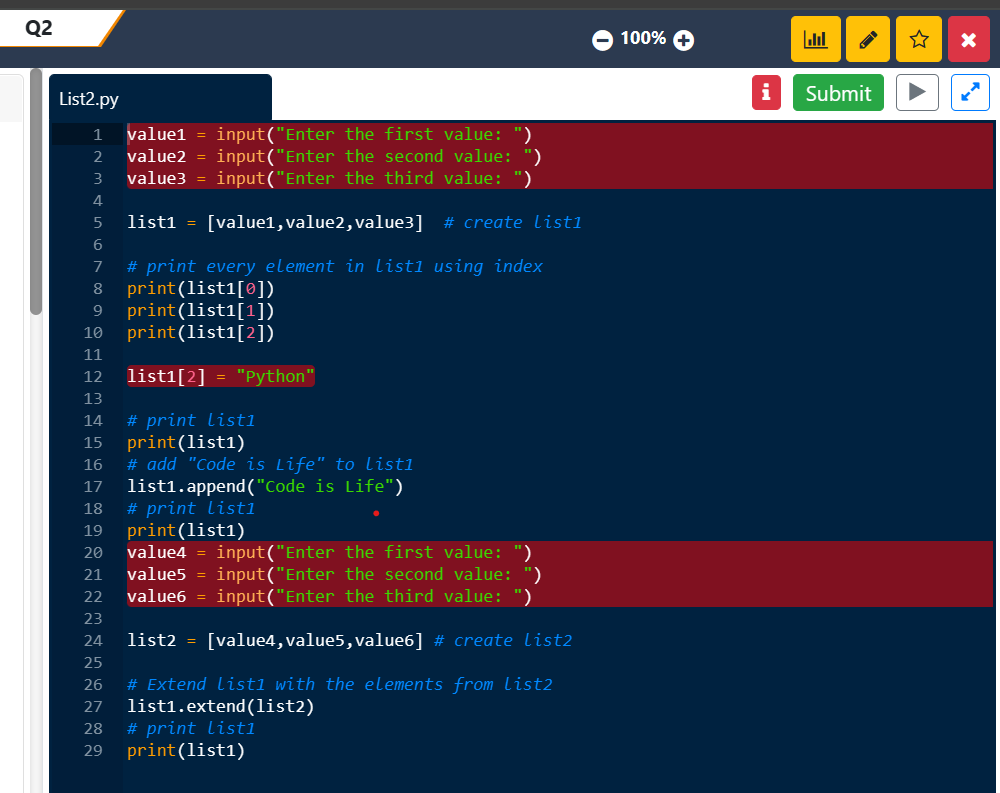 Q2
100%
List2.py
Submit
1 value1 = input("Enter the first value: ")
2 value2 = input("Enter the second value: ")
3 value3 = input("Enter the third value: ")
4
5 list1 = [value1,value2,value3]  # create list1
6
7 # print every element in list1 using index
8 print(list1[0])
9 print(list1[1])
10 print(list1[2])
11
12 list1[2] = "Python"
13
14 # print list1
15 print(list1)
16 # add "Code is Life" to list1
17 list1.append("Code is Life")
18 # print list1
19 print(list1)
20 value4 = input("Enter the first value: ")
21 value5 = input("Enter the second value: ")
22 value6 = input("Enter the third value: ")
23
24 list2 = [value4,value5,value6] # create list2
25
26 # Extend list1 with the elements from list2
27 list1.extend(list2)
28 # print list1
29 print(list1)